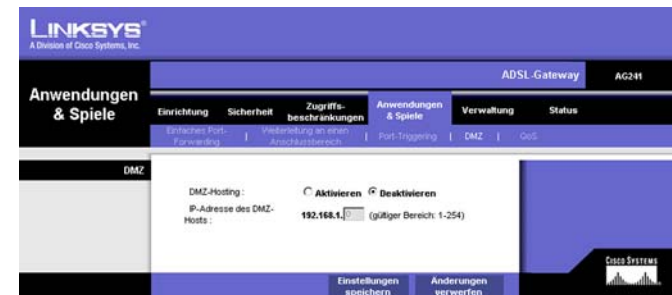 LINKSYS®
A Division of Cisco Systems, Inc.
ADSL-Gateway AG241
Anwendungen
& Spiele
Einrichtung Sicherheit Zugriffs-
beschränkungen Anwendungen
& Spiele Verwaltung Status
Einfaches Port-
Forwarding | Weiterleitung an einen
Anschlussbereich | Port-Triggering | DMZ | QoS
DMZ
DMZ-Hosting : Aktivieren Deaktivieren
IP-Adresse des DMZ-
Hosts : 192.168.1. 0 (gültiger Bereich: 1-254)
CISCO SYSTEMS
Einstellungen
speichern Änderungen
verwerfen